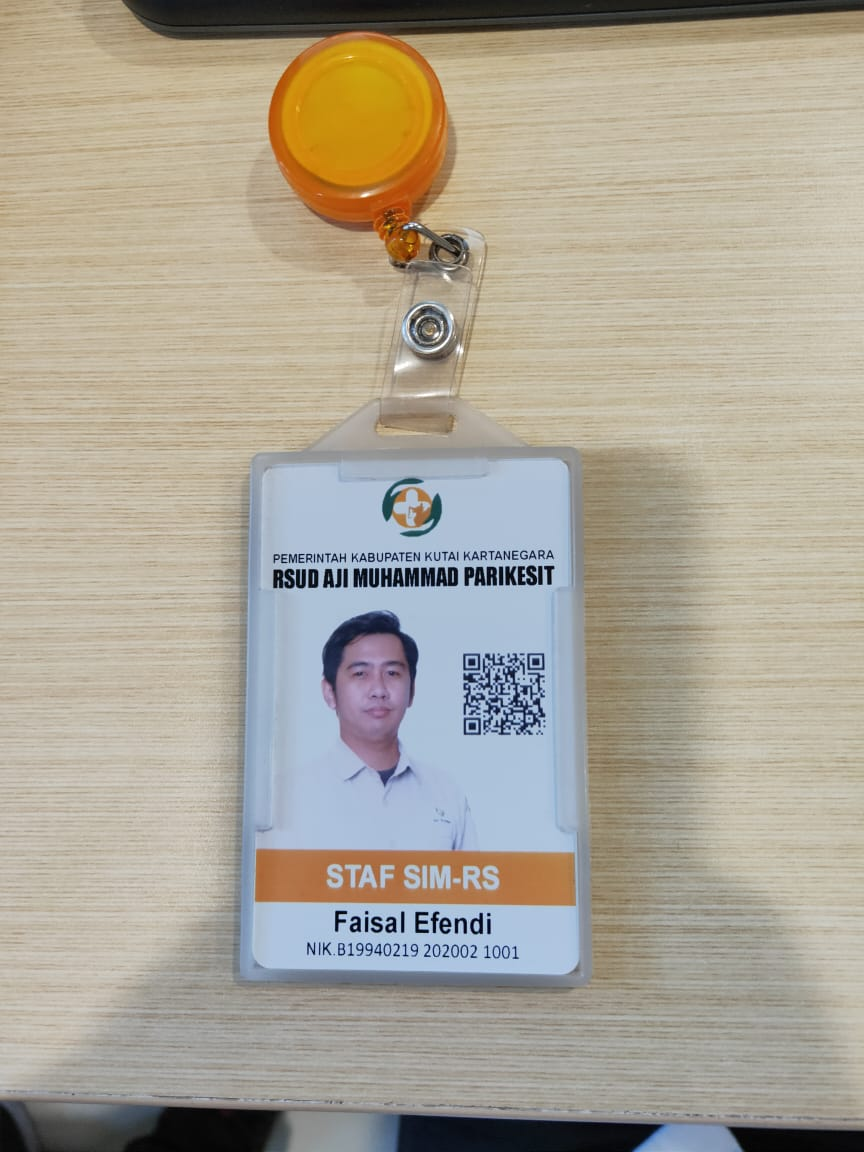 PEMERINTAH KABUPATEN KUTAI KARTANEGARA
RSUD AJI MUHAMMAD PARIKESIT
STAF SIM-RS
Faisal Efendi
NIK.B19940219 202002 1001